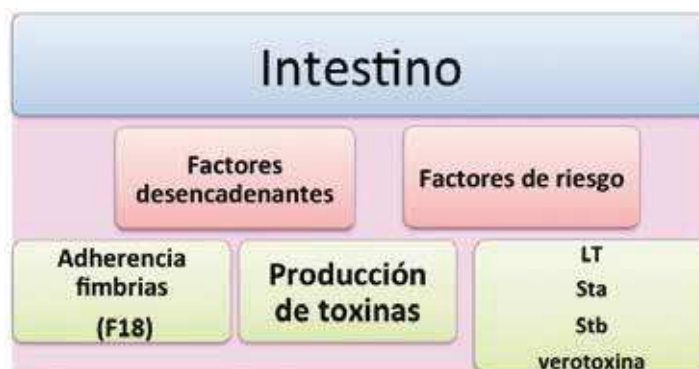 Intestino
Factores
desencadenantes
Factores de riesgo
Adherencia
fimbrias
(F18)
Producción
de toxinas
LT
Sta
Stb
verotoxina